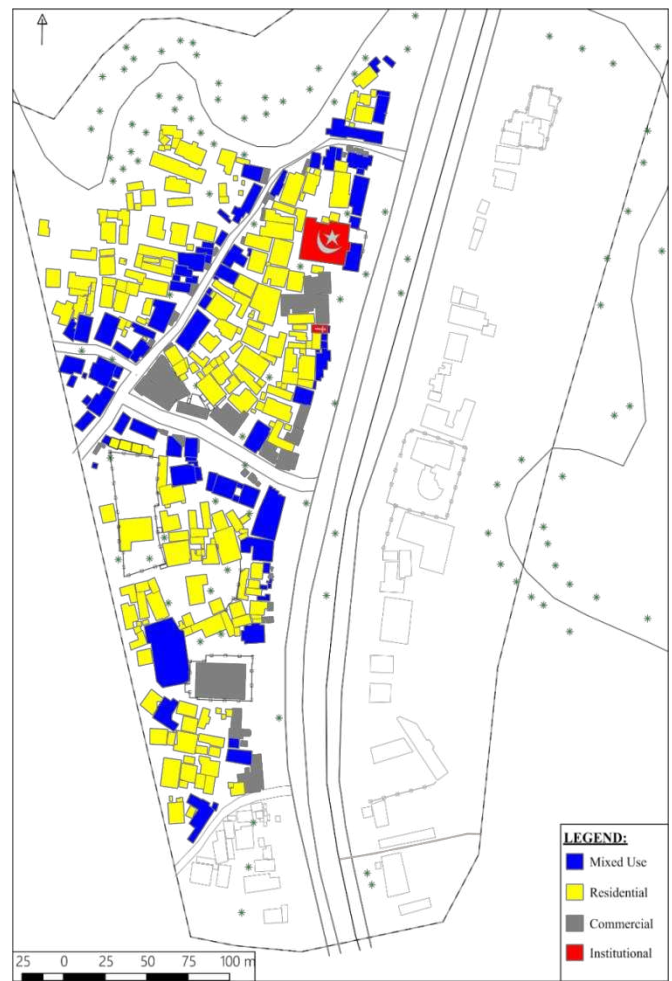 LEGEND:
Mixed Use
Residential
Commercial
Institutional
25 0 25 50 75 100 m